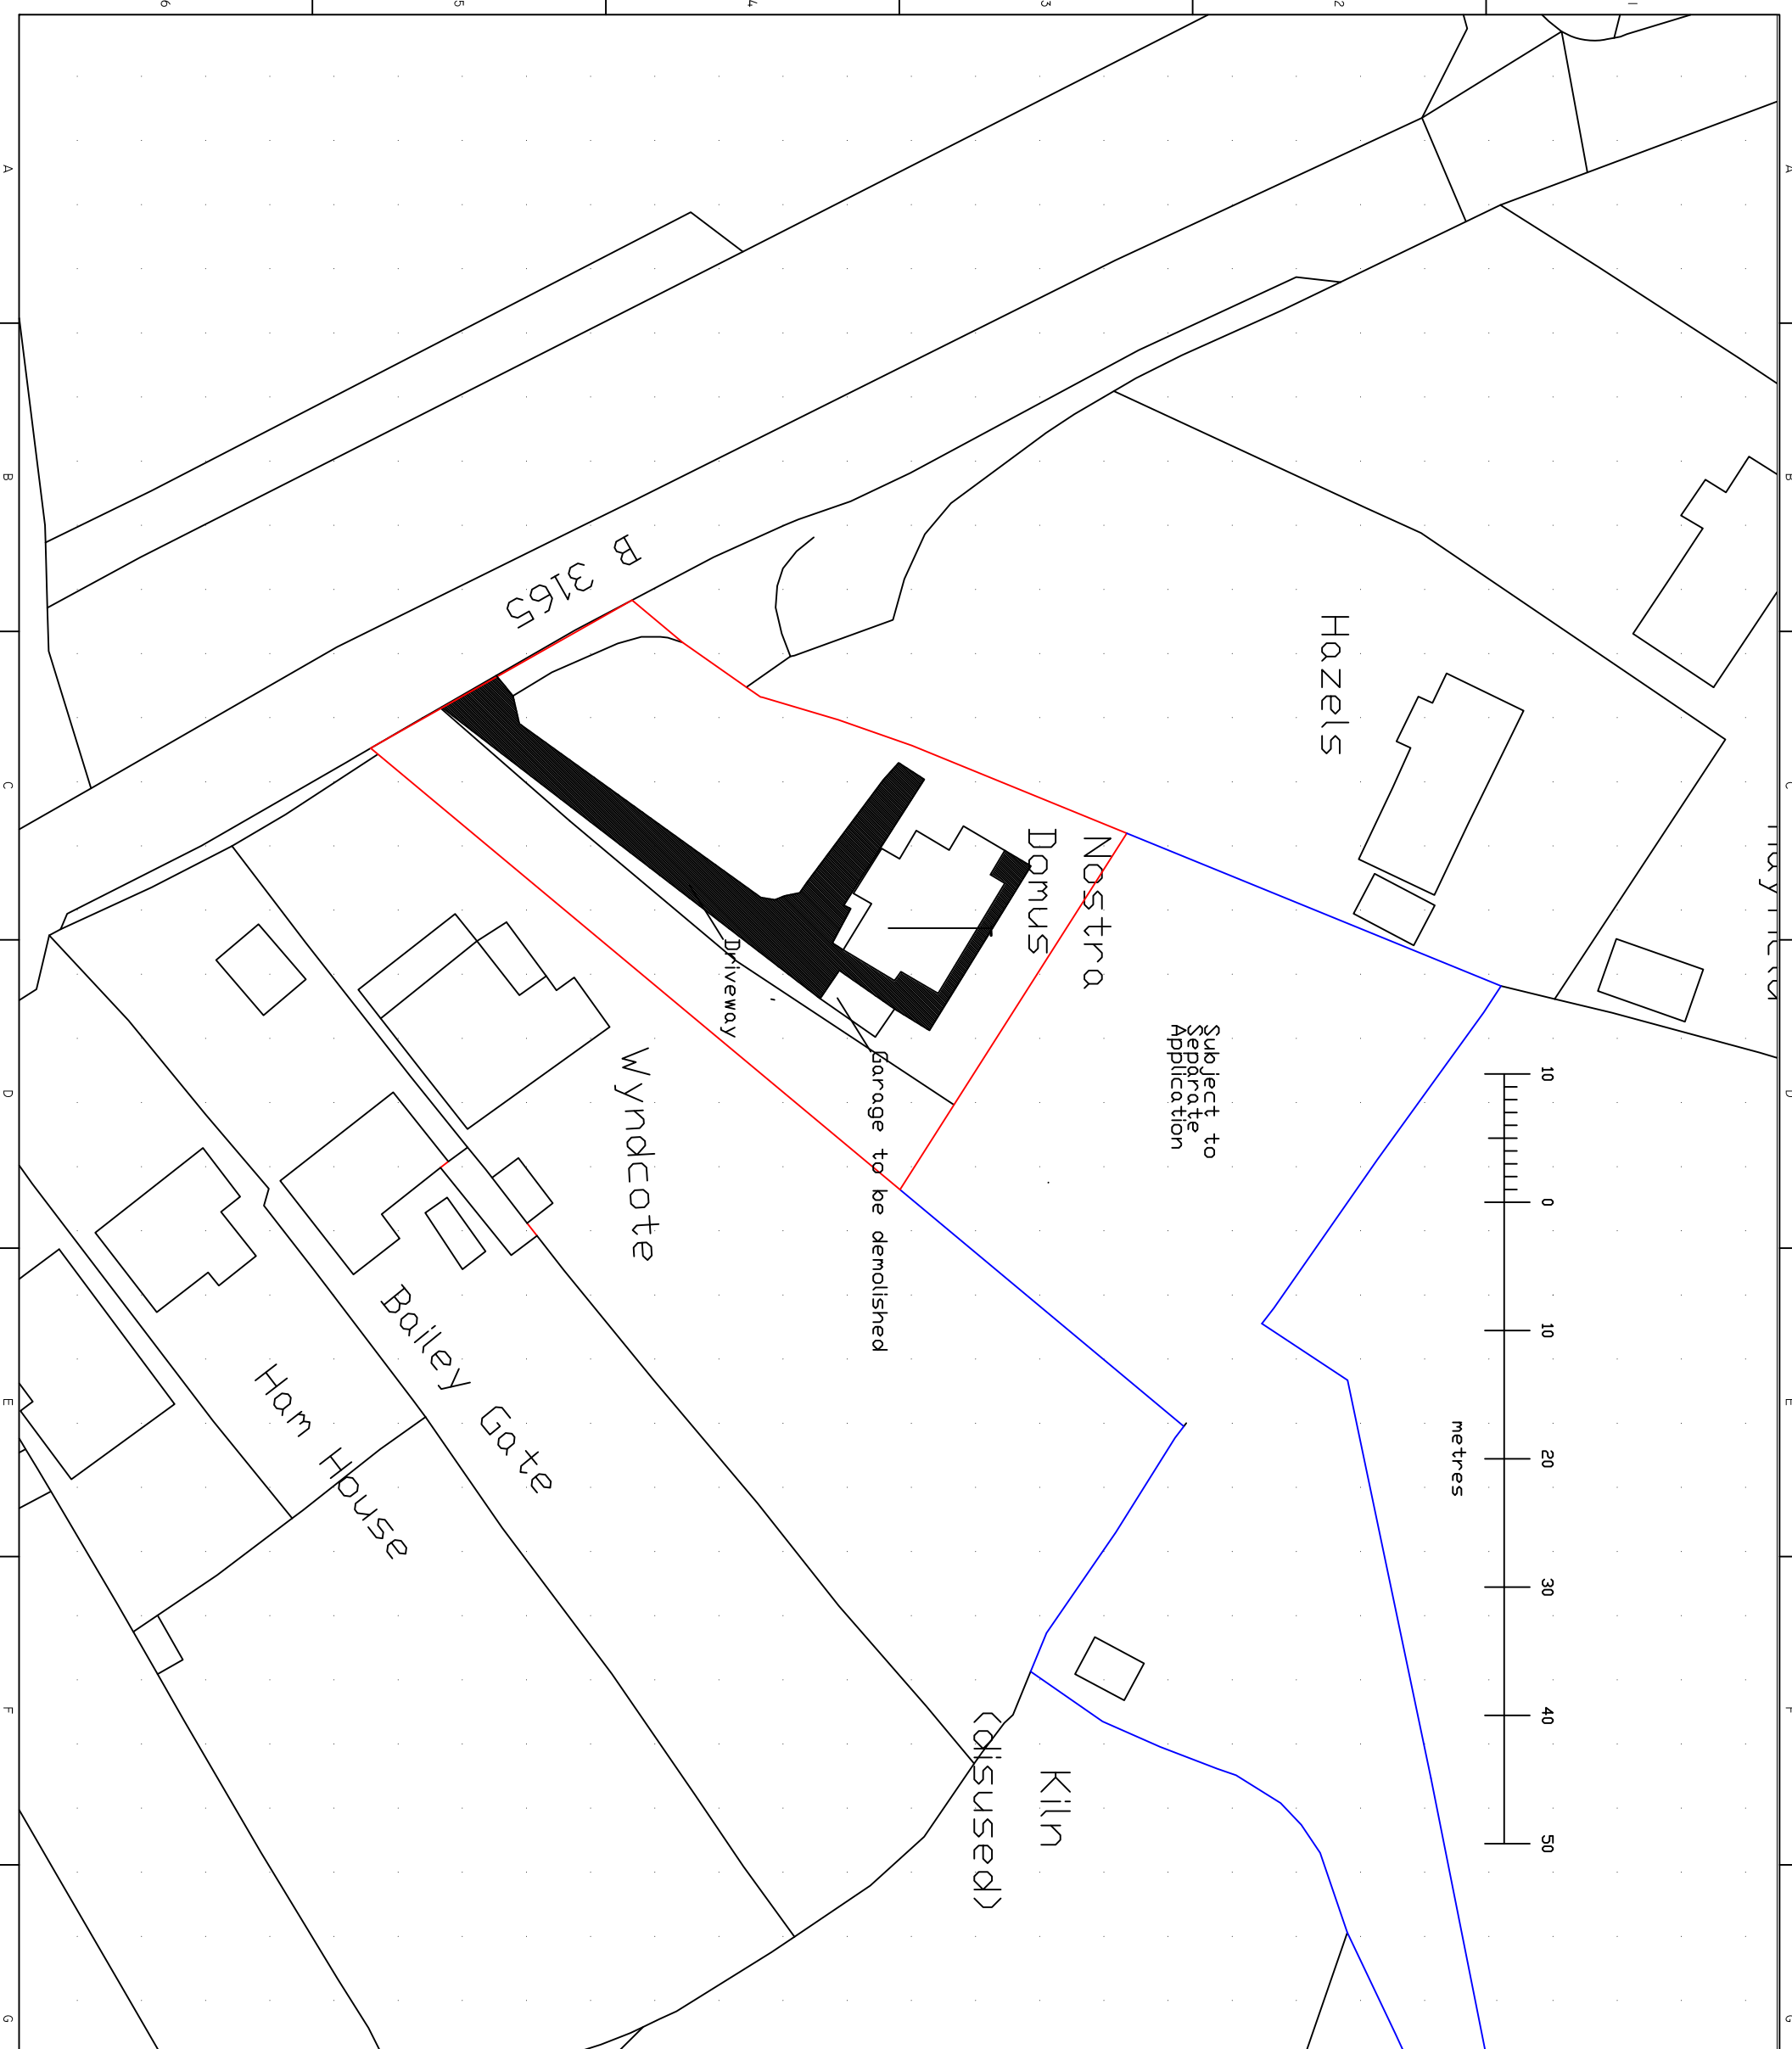 6
5
4
3
2
1
A
B
C
D
E
F
G
A
B
C
D
E
F
G
B 3165
Hazels
Nostra
Domus
Subject to
Separate
Application
Driveway
Garage to be demolished
Wyndcote
Bailey Gate
Ham House
Kiln
(disused)
10
0
10
20
30
40
50
metres